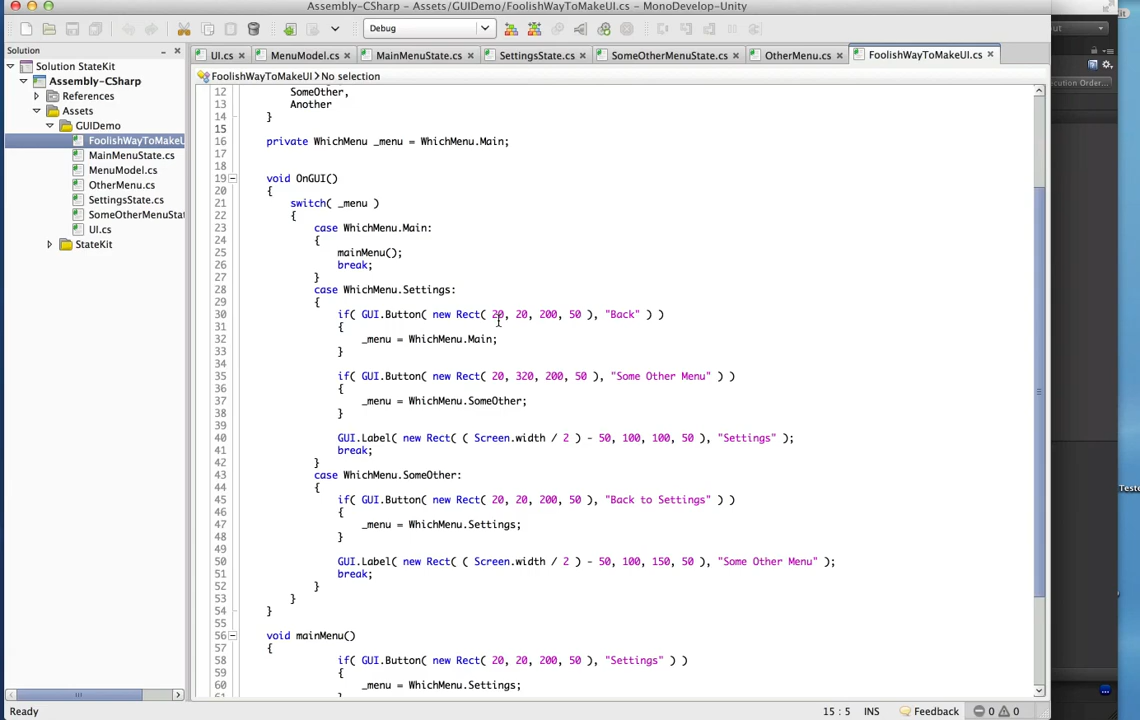 Assembly-CSharp – Assets/GUIDemo/FoolishWayToMakeUI.cs – MonoDevelop-Unity
Debug
Solution
UI.cs
MenuModel.cs
MainMenuState.cs
SettingsState.cs
SomeOtherMenuState.cs
OtherMenu.cs
FoolishWayToMakeUI.cs
Solution StateKit
Assembly-CSharp
References
Assets
GUIDemo
FoolishWayToMakeU
MainMenuState.cs
MenuModel.cs
OtherMenu.cs
SettingsState.cs
SomeOtherMenuStat
UI.cs
StateKit
FoolishWayToMakeUI No selection
12 SomeOther,
13 Another
14 }
15
16 private WhichMenu _menu = WhichMenu.Main;
17
18
19 void OnGUI()
20 {
21 switch( _menu )
22 {
23 case WhichMenu.Main:
24 {
25 mainMenu();
26 break;
27 }
28 case WhichMenu.Settings:
29 {
30 if( GUI.Button( new Rect( 20, 20, 200, 50 ), "Back" ) )
31 {
32 _menu = WhichMenu.Main;
33 }
34
35 if( GUI.Button( new Rect( 20, 320, 200, 50 ), "Some Other Menu" ) )
36 {
37 _menu = WhichMenu.SomeOther;
38 }
39
40 GUI.Label( new Rect( ( Screen.width / 2 ) - 50, 100, 100, 50 ), "Settings" );
41 break;
42 }
43 case WhichMenu.SomeOther:
44 {
45 if( GUI.Button( new Rect( 20, 20, 200, 50 ), "Back to Settings" ) )
46 {
47 _menu = WhichMenu.Settings;
48 }
49
50 GUI.Label( new Rect( ( Screen.width / 2 ) - 50, 100, 150, 50 ), "Some Other Menu" );
51 break;
52 }
53 }
54 }
55
56 void mainMenu()
57 {
58 if( GUI.Button( new Rect( 20, 20, 200, 50 ), "Settings" ) )
59 {
60 _menu = WhichMenu.Settings;
61 }
Ready
15 : 5
INS
Feedback
0
0
ecution Order...
Teste